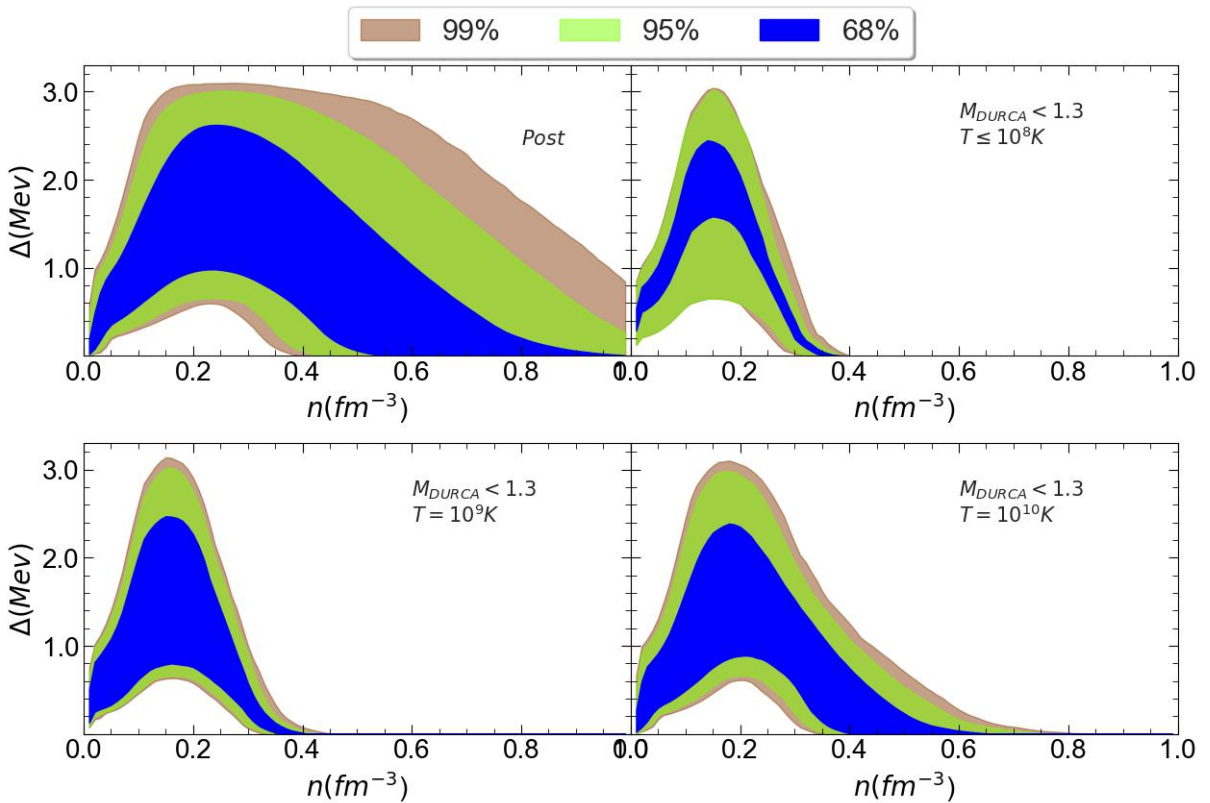 99% 95% 68%
Δ(Mev)
3.0
2.0
1.0
Post
0.0 0.2 0.4 0.6 0.8
n(fm⁻³)
M_DURCA < 1.3
T ≤ 10⁸K
0.0 0.2 0.4 0.6 0.8 1.0
n(fm⁻³)
Δ(Mev)
3.0
2.0
1.0
M_DURCA < 1.3
T = 10⁹K
0.0 0.2 0.4 0.6 0.8
n(fm⁻³)
M_DURCA < 1.3
T = 10¹⁰K
0.0 0.2 0.4 0.6 0.8 1.0
n(fm⁻³)